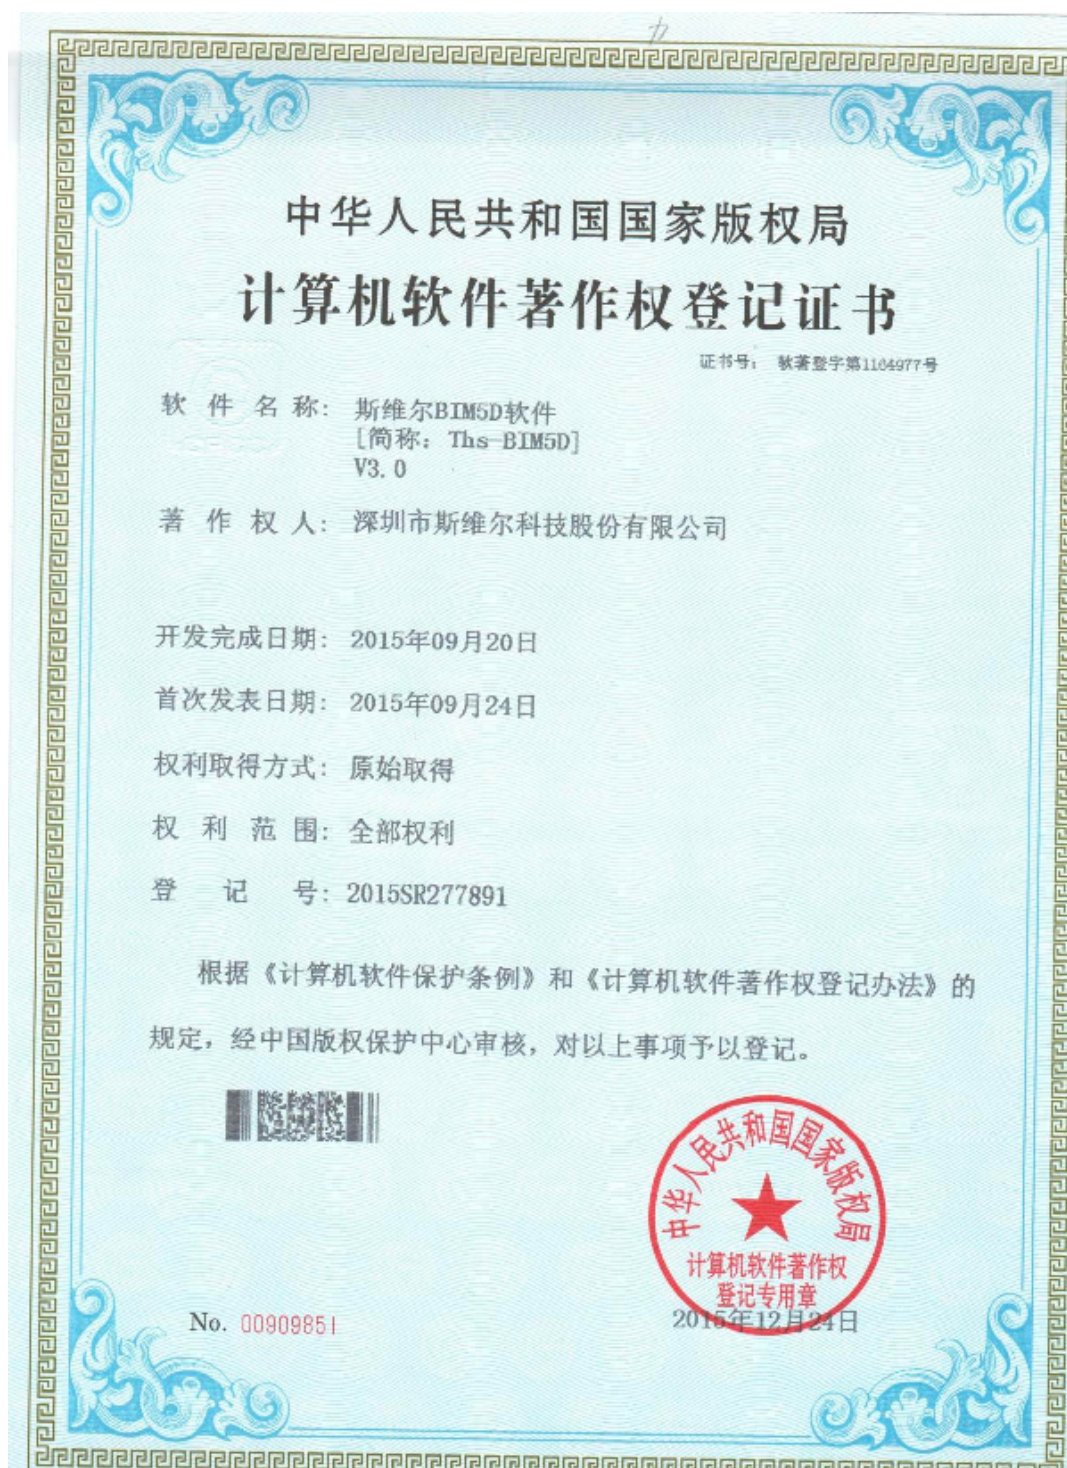 中华人民共和国国家版权局
计算机软件著作权登记证书
证书号： 软著登字第1164977号
软件名称： 斯维尔BIM5D软件
[简称：Ths-BIM5D]
V3.0
著作权人： 深圳市斯维尔科技股份有限公司
开发完成日期： 2015年09月20日
首次发表日期： 2015年09月24日
权利取得方式： 原始取得
权利范围： 全部权利
登记号： 2015SR277891
根据《计算机软件保护条例》和《计算机软件著作权登记办法》的
规定，经中国版权保护中心审核，对以上事项予以登记。
中华人民共和国国家版权局
计算机软件著作权
登记专用章
No. 00909851
2015年12月24日